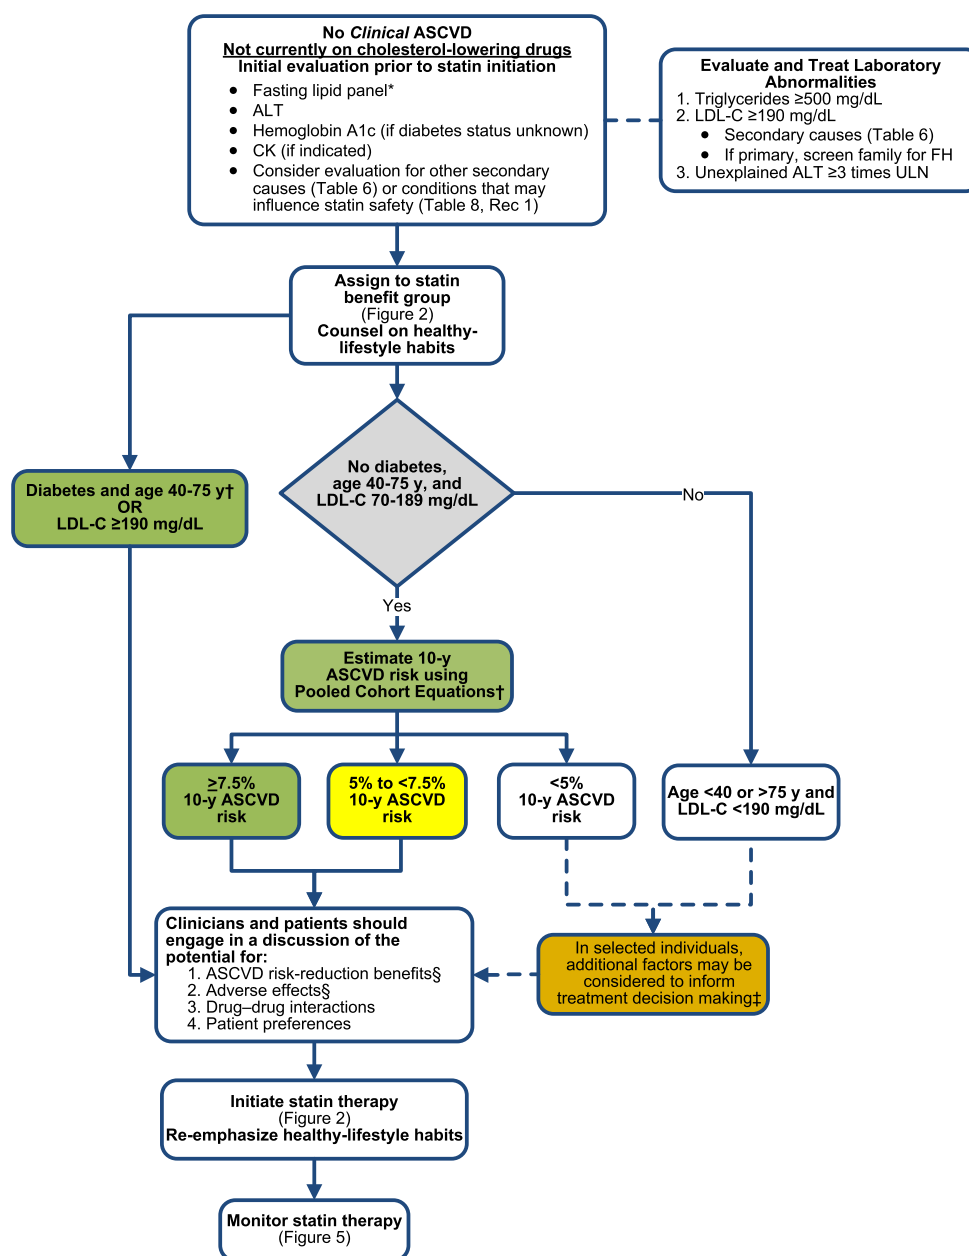 No Clinical ASCVD
Not currently on cholesterol-lowering drugs
Initial evaluation prior to statin initiation
● Fasting lipid panel*
● ALT
● Hemoglobin A1c (if diabetes status unknown)
● CK (if indicated)
● Consider evaluation for other secondary
causes (Table 6) or conditions that may
influence statin safety (Table 8, Rec 1)
Evaluate and Treat Laboratory
Abnormalities
1. Triglycerides ≥500 mg/dL
2. LDL-C ≥190 mg/dL
● Secondary causes (Table 6)
● If primary, screen family for FH
3. Unexplained ALT ≥3 times ULN
Assign to statin
benefit group
(Figure 2)
Counsel on healthy-
lifestyle habits
No diabetes,
age 40-75 y, and
LDL-C 70-189 mg/dL
Diabetes and age 40-75 y†
OR
LDL-C ≥190 mg/dL
No
Yes
Estimate 10-y
ASCVD risk using
Pooled Cohort Equations†
≥7.5%
10-y ASCVD
risk
5% to <7.5%
10-y ASCVD
risk
<5%
10-y ASCVD
risk
Age <40 or >75 y and
LDL-C <190 mg/dL
Clinicians and patients should
engage in a discussion of the
potential for:
1. ASCVD risk-reduction benefits§
2. Adverse effects§
3. Drug–drug interactions
4. Patient preferences
In selected individuals,
additional factors may be
considered to inform
treatment decision making‡
Initiate statin therapy
(Figure 2)
Re-emphasize healthy-lifestyle habits
Monitor statin therapy
(Figure 5)